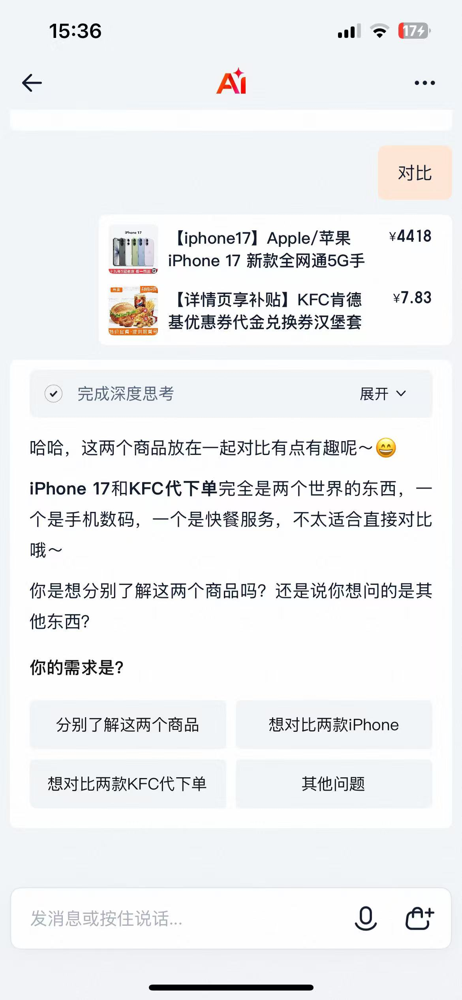 15:36
17
Ai
对比
iPhone 17
十九年5冠老店 假一罚三 SF
【iphone17】Apple/苹果
iPhone 17 新款全网通5G手
¥4418
热卖
特价套餐·提供取餐号
【详情页享补贴】KFC肯德
基优惠券代金兑换券汉堡套
¥7.83
完成深度思考
展开
哈哈，这两个商品放在一起对比有点有趣呢～😄
iPhone 17和KFC代下单完全是两个世界的东西，一
个是手机数码，一个是快餐服务，不太适合直接对比
哦～
你是想分别了解这两个商品吗？还是说你想问的是其
他东西？
你的需求是？
分别了解这两个商品
想对比两款iPhone
想对比两款KFC代下单
其他问题
发消息或按住说话...